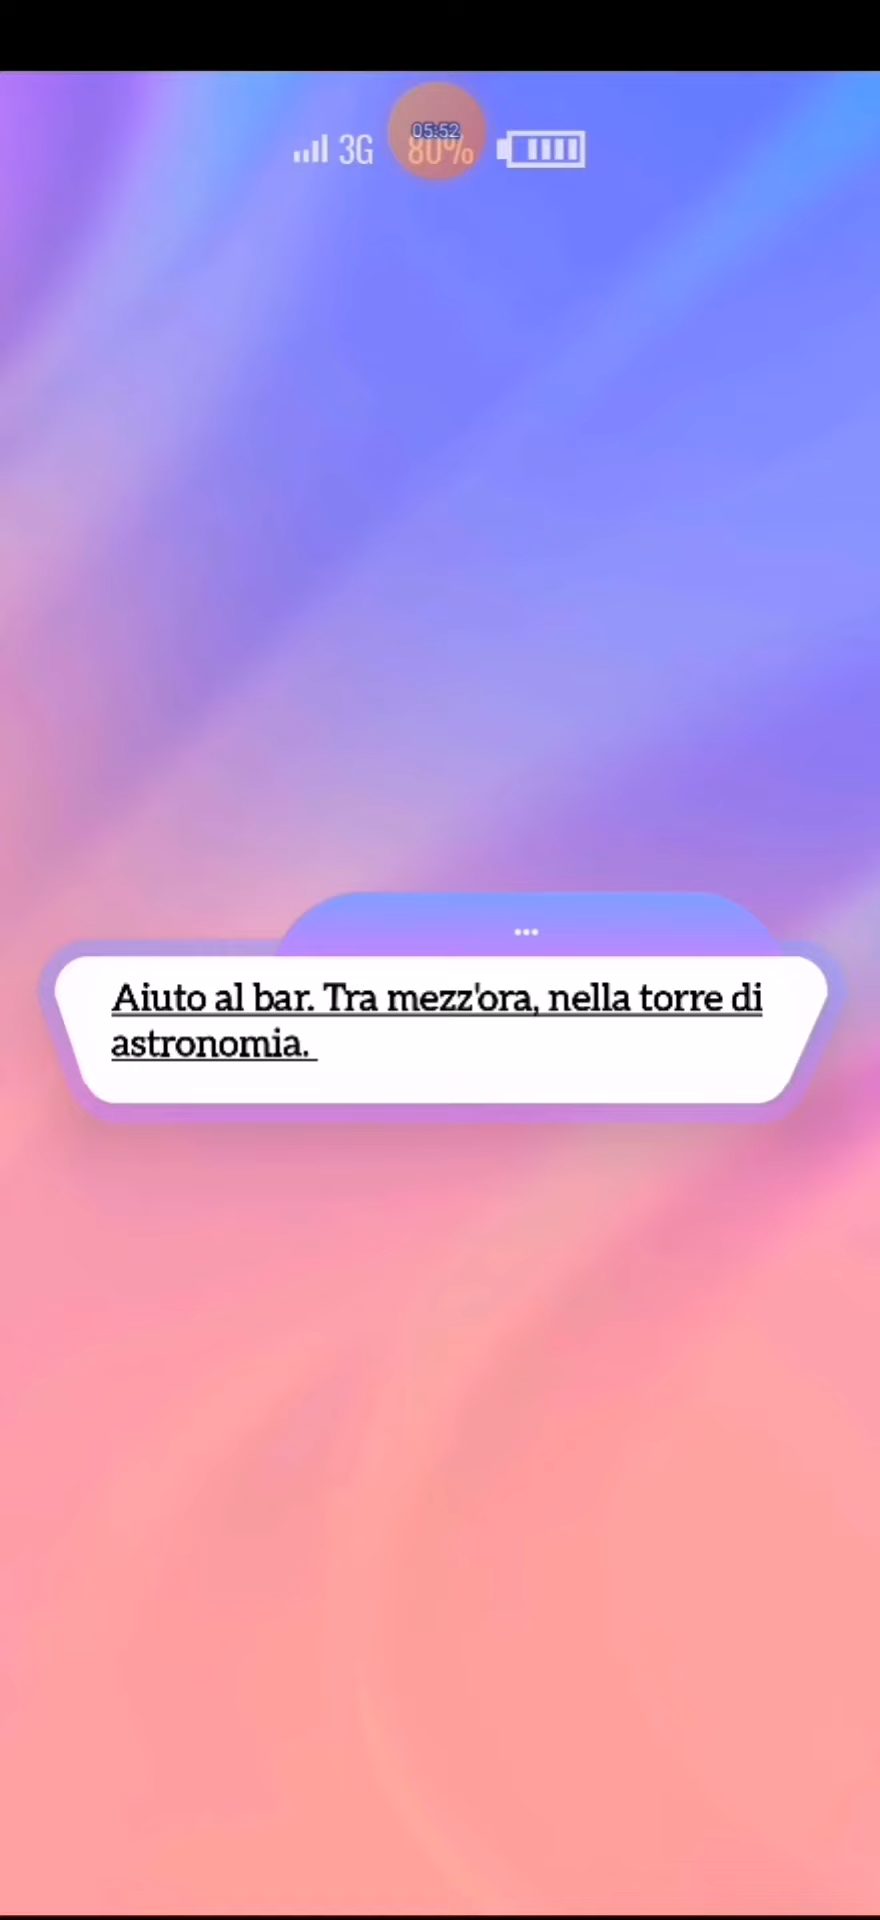 3G 80%
05:52
...
Aiuto al bar. Tra mezz'ora, nella torre di
astronomia.